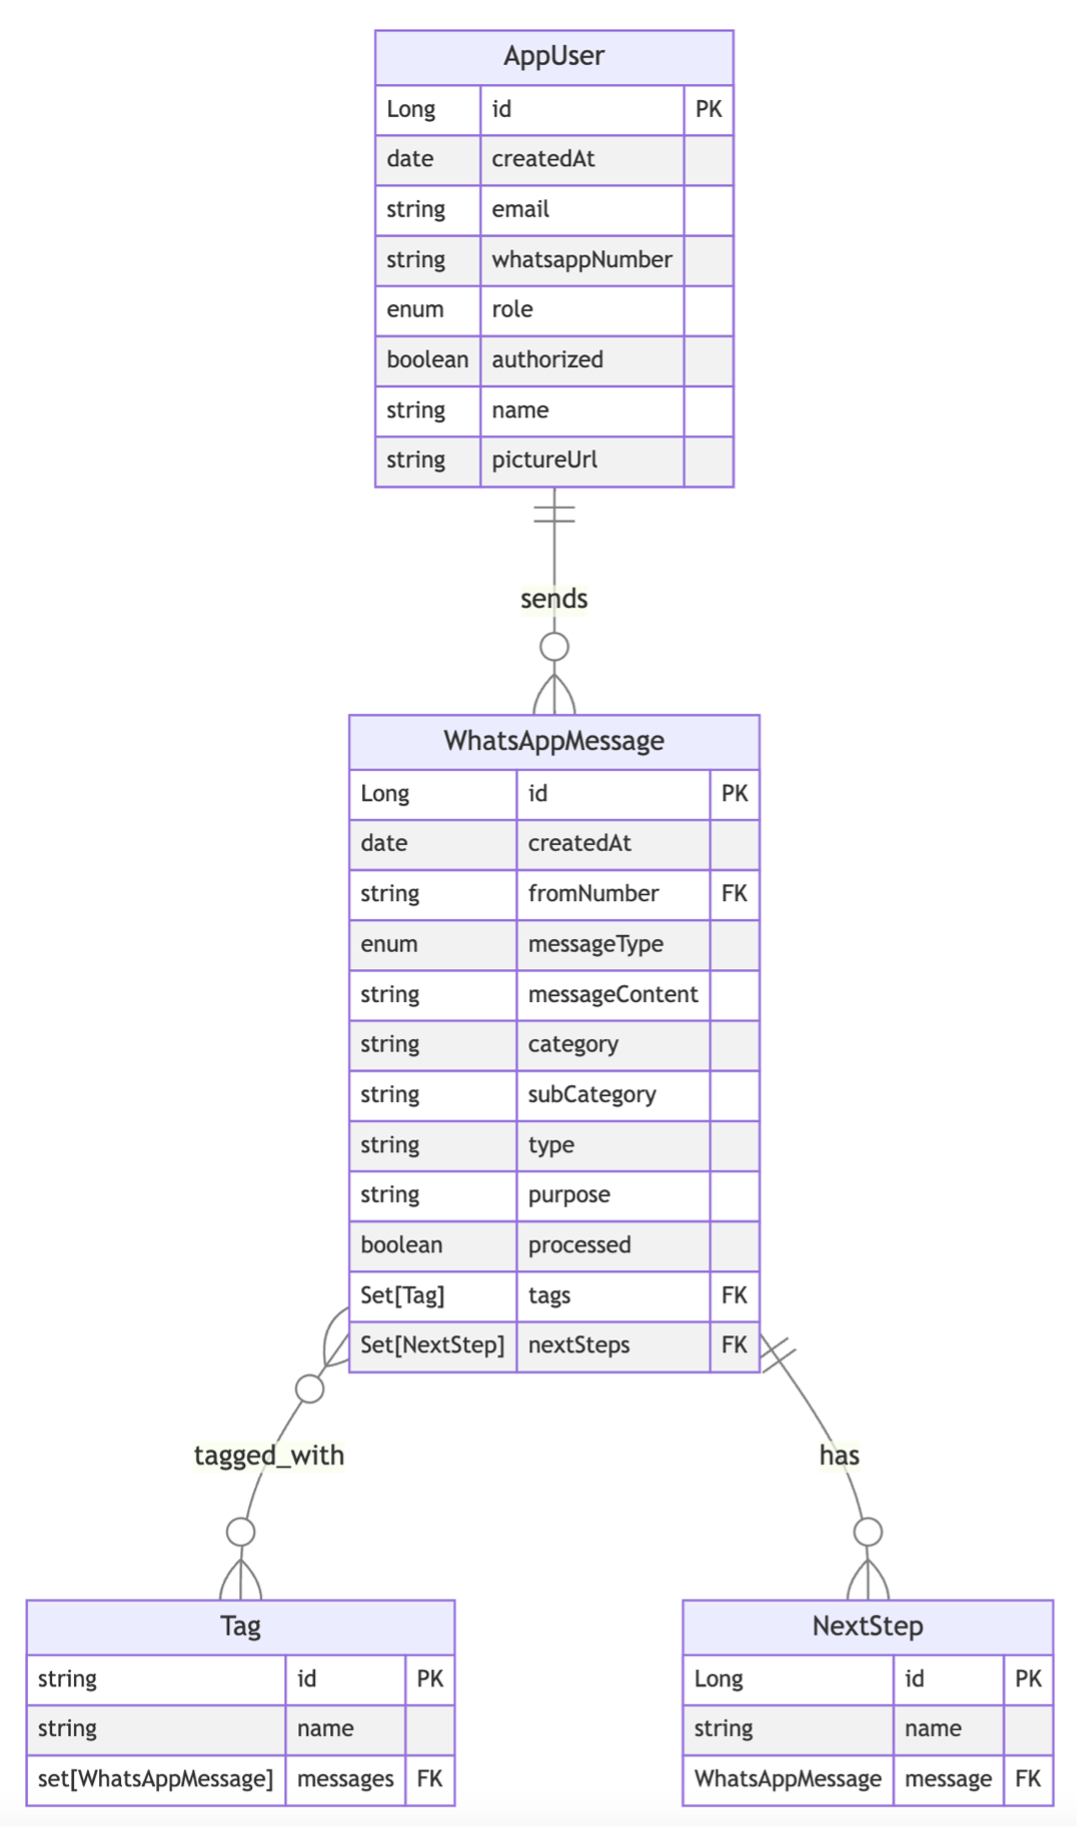 AppUser
Long id PK
date createdAt
string email
string whatsappNumber
enum role
boolean authorized
string name
string pictureUrl
sends
WhatsAppMessage
Long id PK
date createdAt
string fromNumber FK
enum messageType
string messageContent
string category
string subCategory
string type
string purpose
boolean processed
Set[Tag] tags FK
Set[NextStep] nextSteps FK
tagged_with
has
Tag
string id PK
string name
set[WhatsAppMessage] messages FK
NextStep
Long id PK
string name
WhatsAppMessage message FK